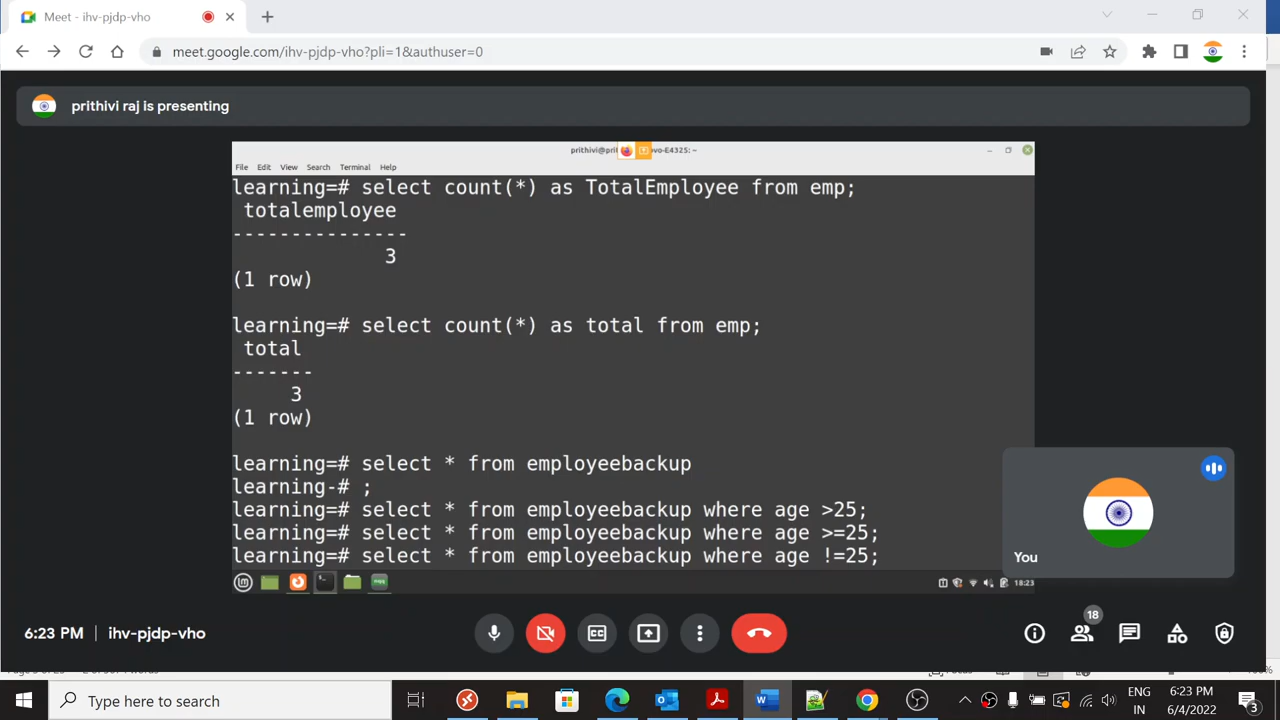 Meet - ihv-pjdp-vho
meet.google.com/ihv-pjdp-vho?pli=1&authuser=0
prithivi raj is presenting
File Edit View Search Terminal Help
learning=# select count(*) as TotalEmployee from emp;
totalemployee
---------------
3
(1 row)
learning=# select count(*) as total from emp;
total
-------
3
(1 row)
learning=# select * from employeebackup
learning-# ;
learning=# select * from employeebackup where age >25;
learning=# select * from employeebackup where age >=25;
learning=# select * from employeebackup where age !=25;
18:23
You
6:23 PM | ihv-pjdp-vho
18
Type here to search
ENG
IN
6:23 PM
6/4/2022
3